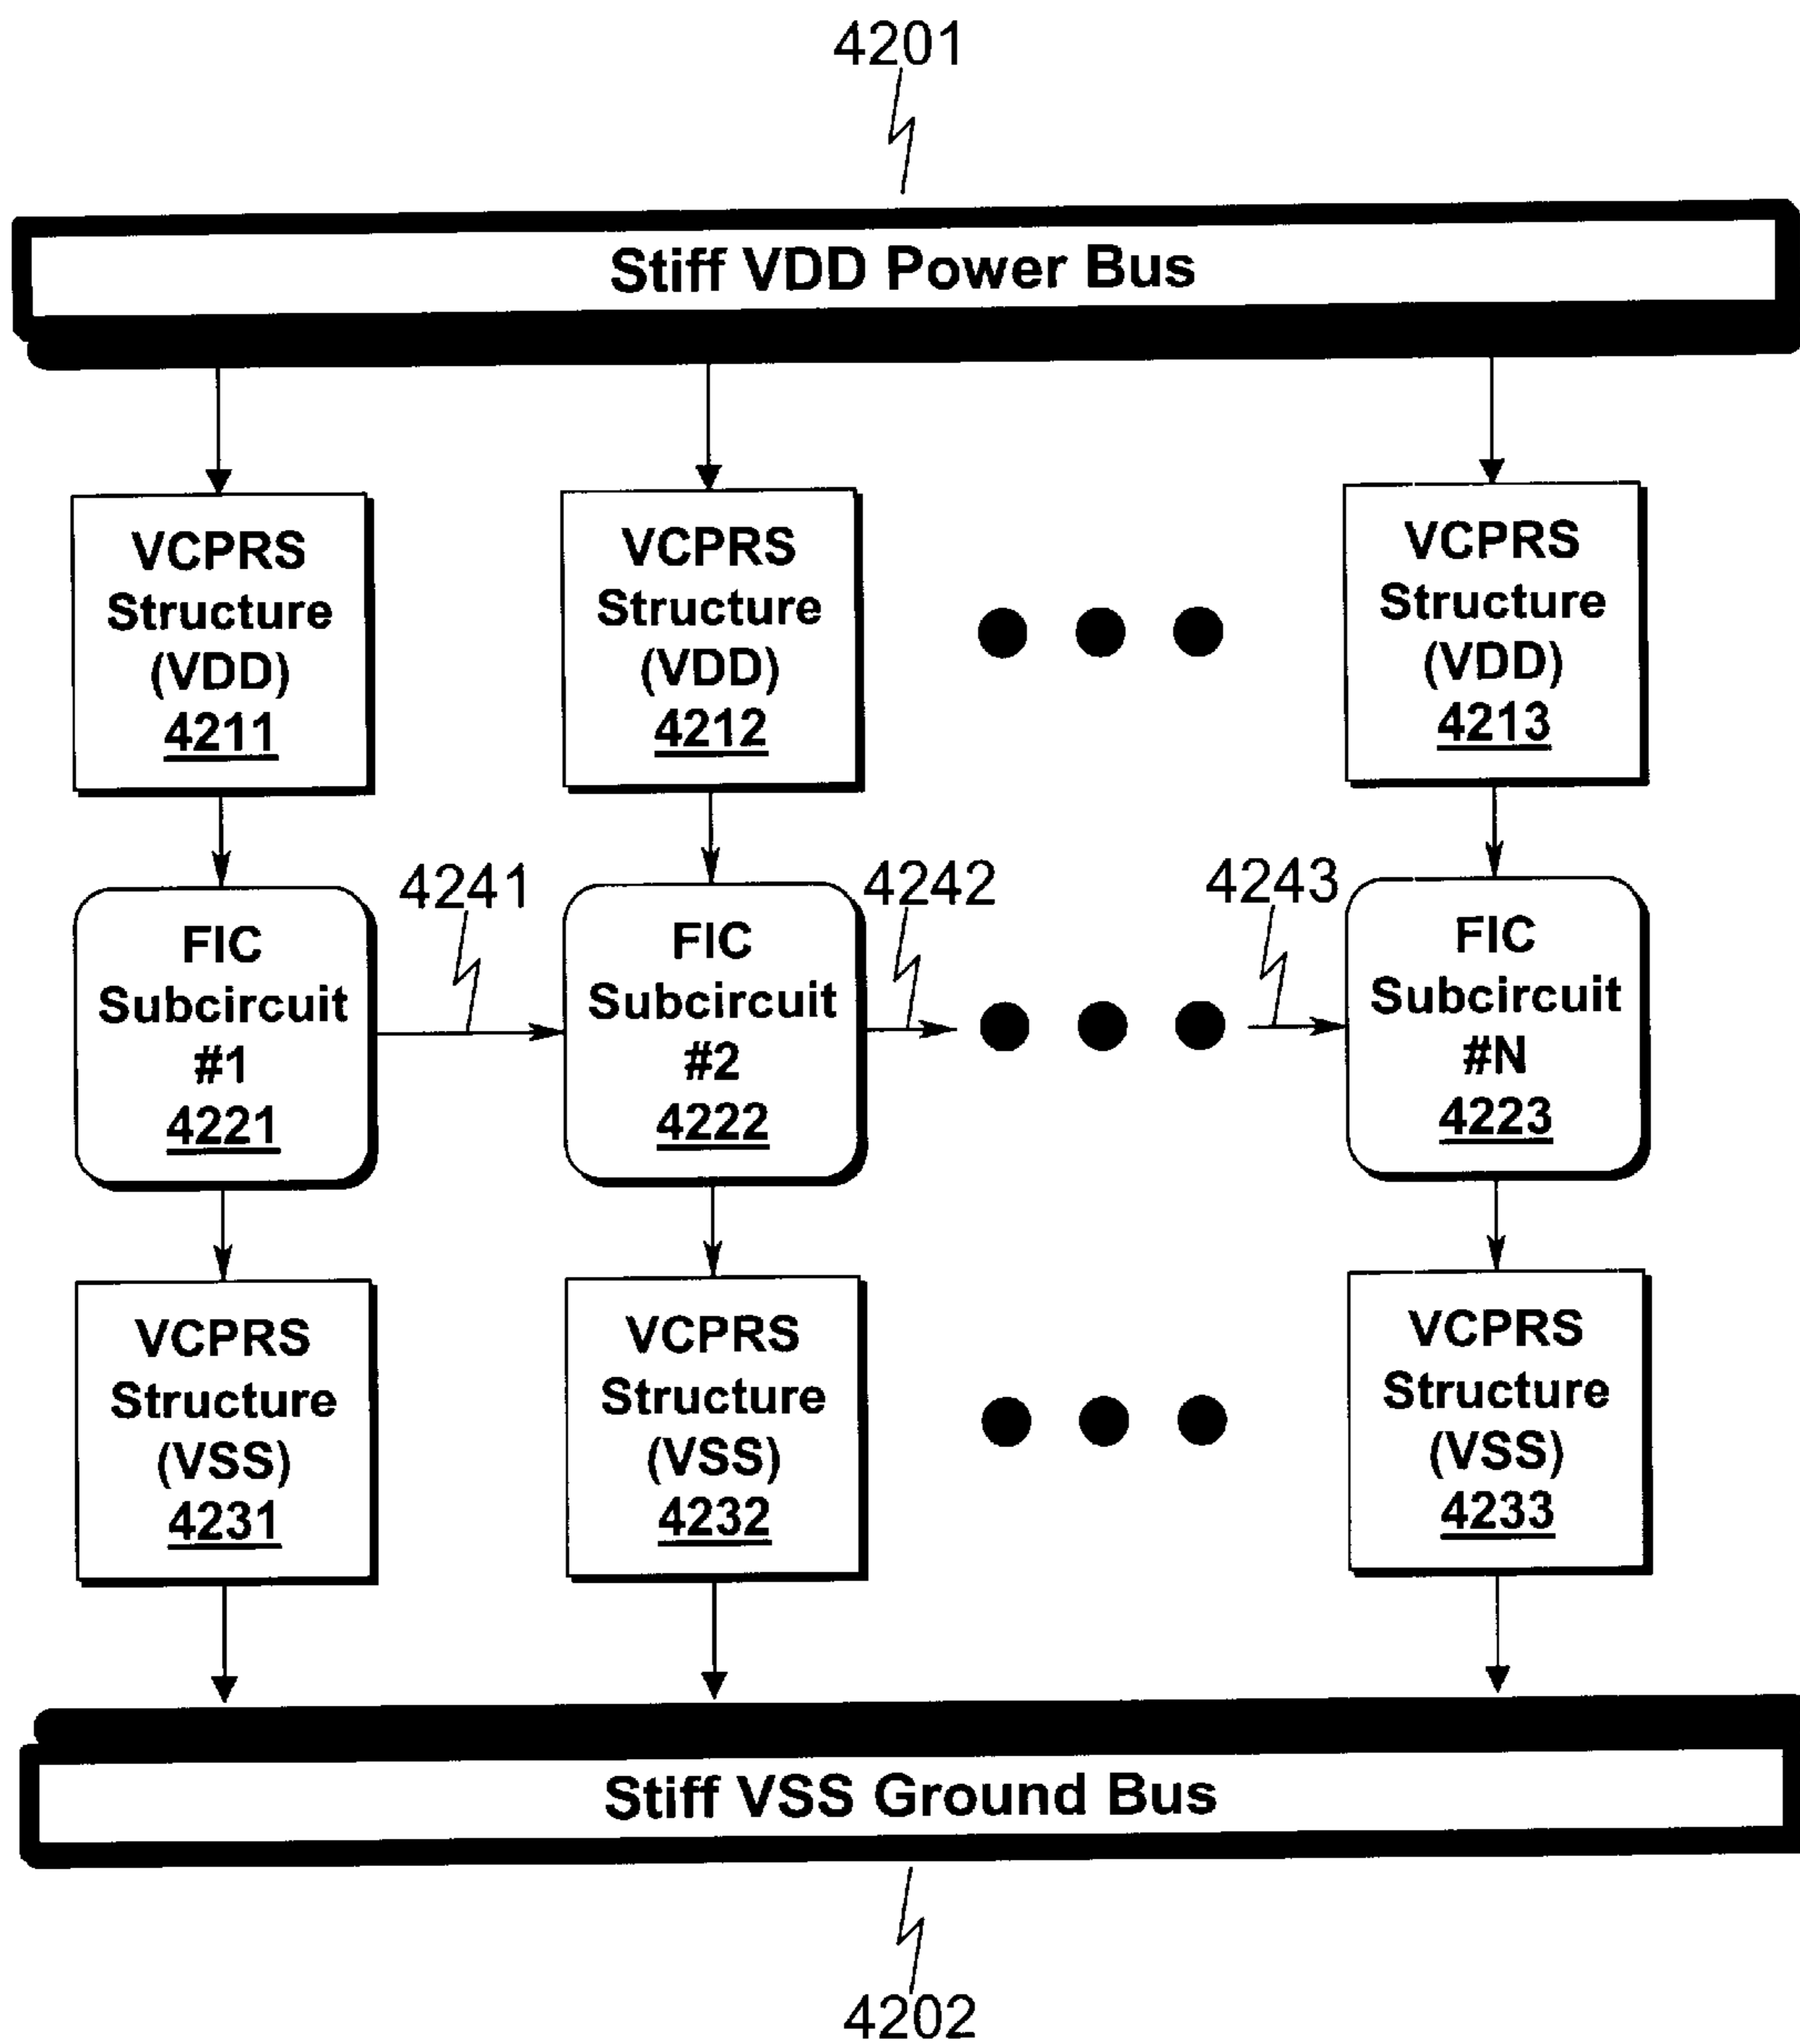 4201
Stiff VDD Power Bus
VCPRS
Structure
(VDD)
4211
VCPRS
Structure
(VDD)
4212
VCPRS
Structure
(VDD)
4213
4241
4242
4243
FIC
Subcircuit
#1
4221
FIC
Subcircuit
#2
4222
FIC
Subcircuit
#N
4223
VCPRS
Structure
(VSS)
4231
VCPRS
Structure
(VSS)
4232
VCPRS
Structure
(VSS)
4233
Stiff VSS Ground Bus
4202